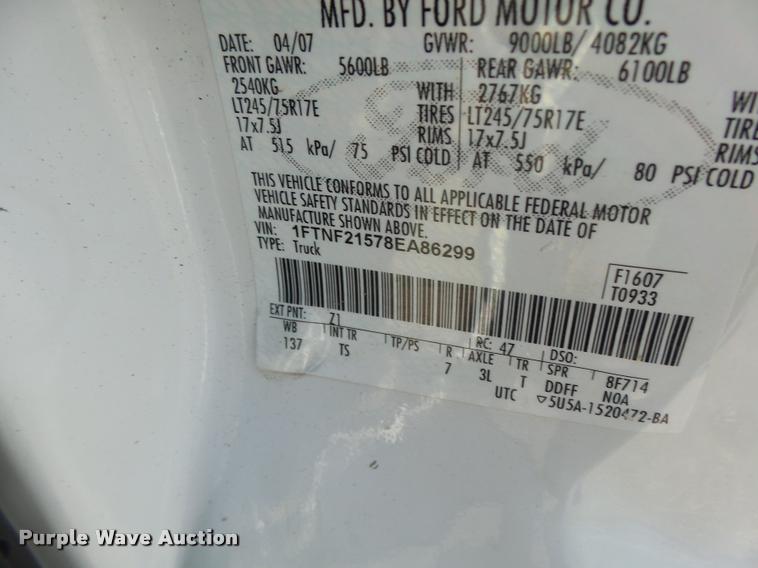 MFD. BY FORD MOTOR CO.
DATE: 04/07 GVWR: 9000LB/ 4082KG
FRONT GAWR: 5600LB REAR GAWR: 6100LB
2540KG WITH 2767KG WI
LT245/75R17E TIRES LT245/75R17E TIRE
17x7.5J RIMS 17x7.5J RIMS
AT 515 kPa/ 75 PSI COLD AT 550 kPa/ 80 PSI COLD
THIS VEHICLE CONFORMS TO ALL APPLICABLE FEDERAL MOTOR
VEHICLE SAFETY STANDARDS IN EFFECT ON THE DATE OF
MANUFACTURE SHOWN ABOVE.
VIN: 1FTNF21578EA86299
TYPE: Truck
F1607
T0933
EXT PNT: Z1 RC: 47 DSO:
WB INT TR TP/PS R AXLE TR SPR 8F714
137 TS 7 3L T DDFF NOA
UTC ▽5U5A-1520472-BA
Ford
Purple Wave Auction